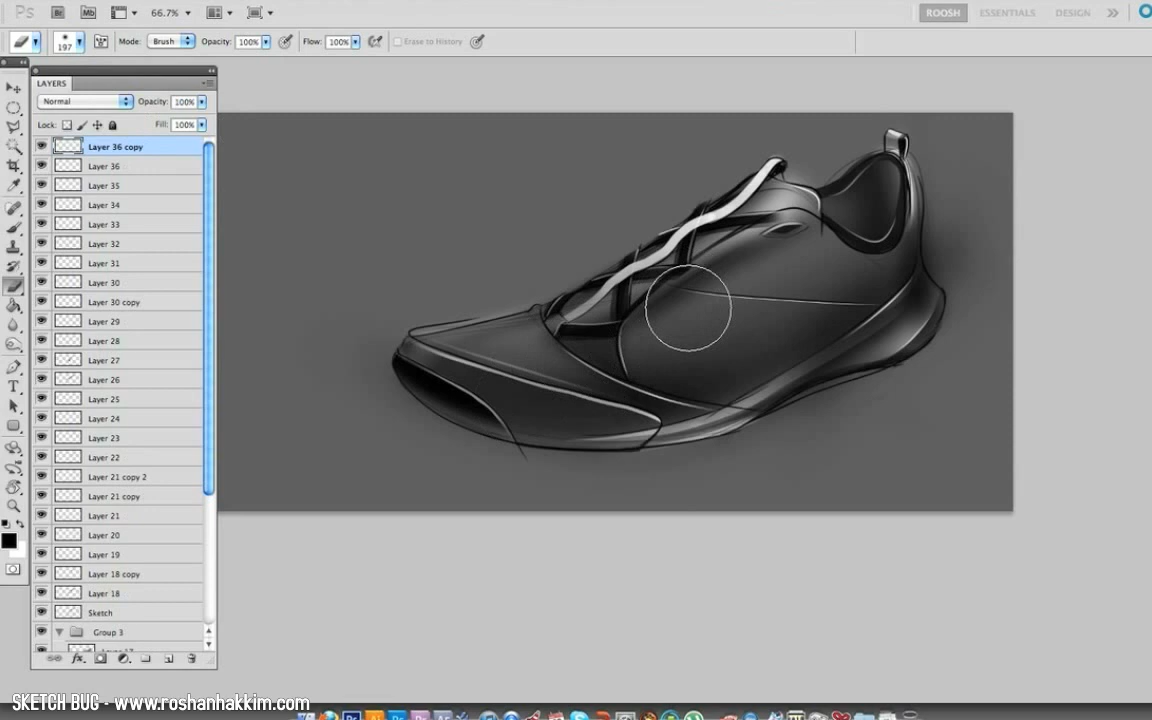 Ps Br Mb 66.7% ROOSH ESSENTIALS DESIGN
197 Mode: Brush Opacity: 100% Flow: 100% Erase to History
LAYERS
Normal Opacity: 100%
Lock: Fill: 100%
Layer 36 copy
Layer 36
Layer 35
Layer 34
Layer 33
Layer 32
Layer 31
Layer 30
Layer 30 copy
Layer 29
Layer 28
Layer 27
Layer 26
Layer 25
Layer 24
Layer 23
Layer 22
Layer 21 copy 2
Layer 21 copy
Layer 21
Layer 20
Layer 19
Layer 18 copy
Layer 18
Sketch
Group 3
SKETCH BUG - www.roshanhakkim.com